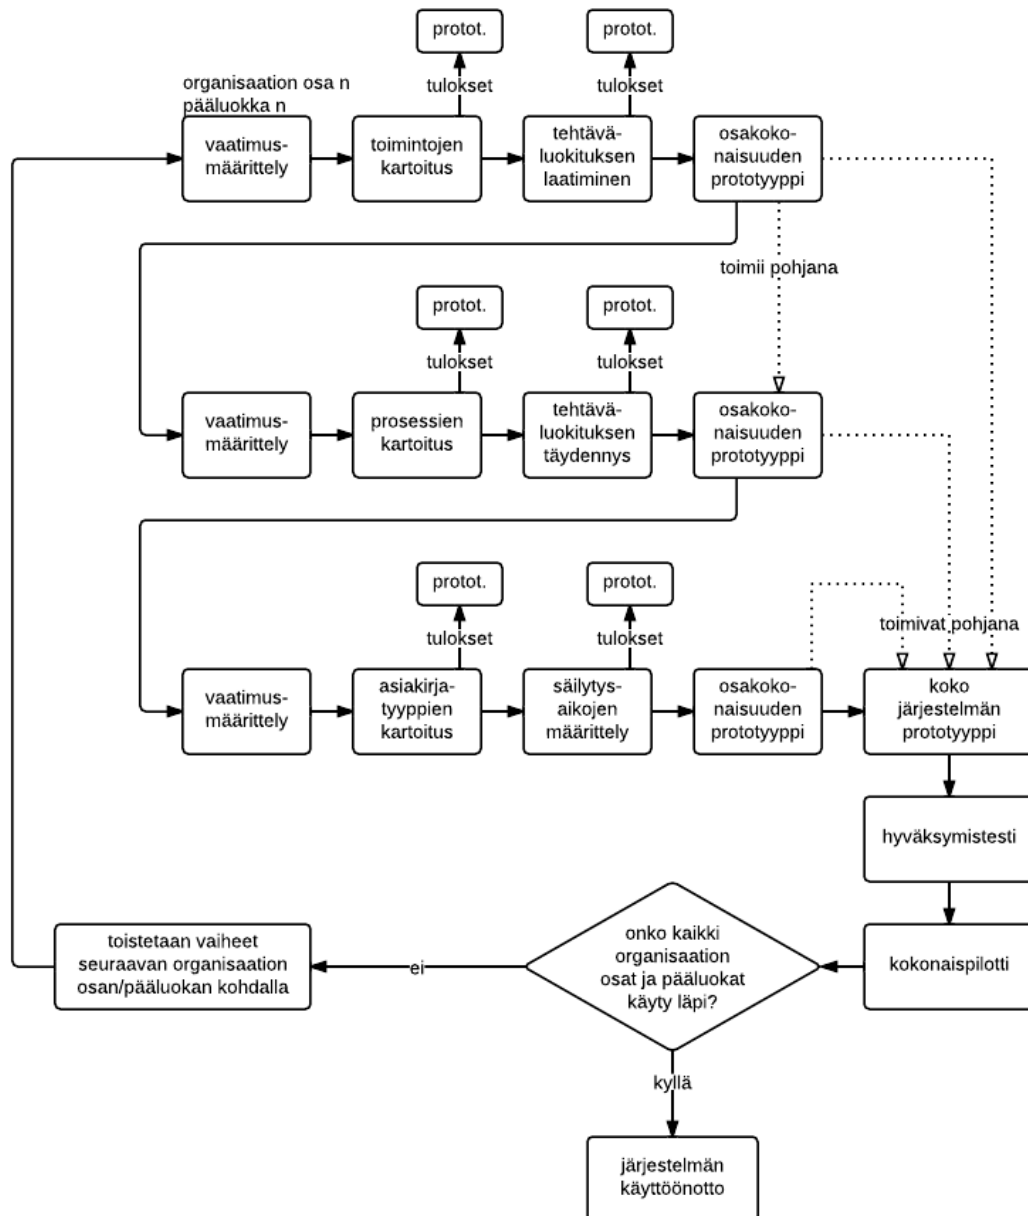 protot.
protot.
tulokset
tulokset
organisaation osa n
pääluokka n
vaatimus-
määrittely
toimintojen
kartoitus
tehtävä-
luokituksen
laatiminen
osakoko-
naisuuden
prototyyppi
toimii pohjana
protot.
protot.
tulokset
tulokset
vaatimus-
määrittely
prosessien
kartoitus
tehtävä-
luokituksen
täydennys
osakoko-
naisuuden
prototyyppi
protot.
protot.
tulokset
tulokset
toimivat pohjana
vaatimus-
määrittely
asiakirja-
tyyppien
kartoitus
säilytys-
aikojen
määrittely
osakoko-
naisuuden
prototyyppi
koko
järjestelmän
prototyyppi
hyväksymistesti
kokonaispilotti
onko kaikki
organisaation
osat ja pääluokat
käyty läpi?
ei
toistetaan vaiheet
seuraavan organisaation
osan/pääluokan kohdalla
kyllä
järjestelmän
käyttöönotto